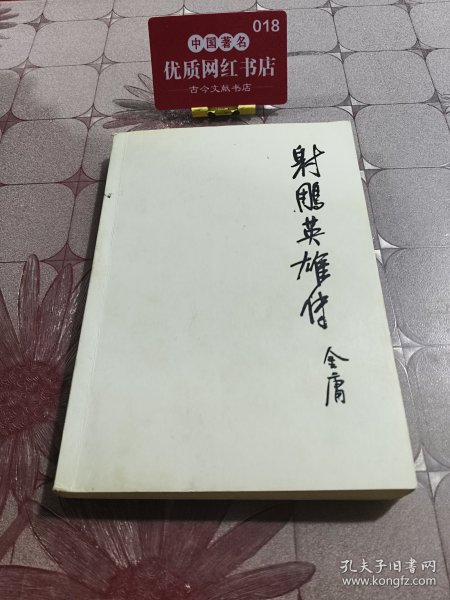 018
中国著名
优质网红书店
古今文献书店
射鵰英雄传
金庸
孔夫子旧书网
www.kongfz.com